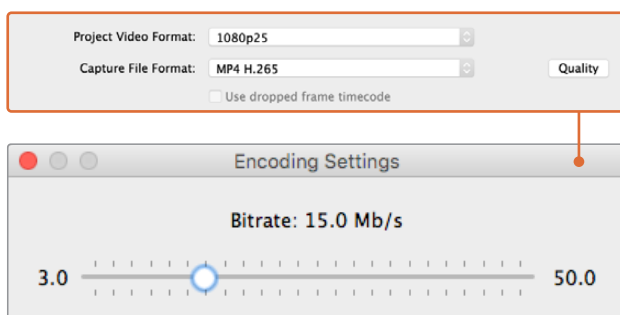 Project Video Format: 1080p25
Capture File Format: MP4 H.265 Quality
Use dropped frame timecode
Encoding Settings
Bitrate: 15.0 Mb/s
3.0 50.0